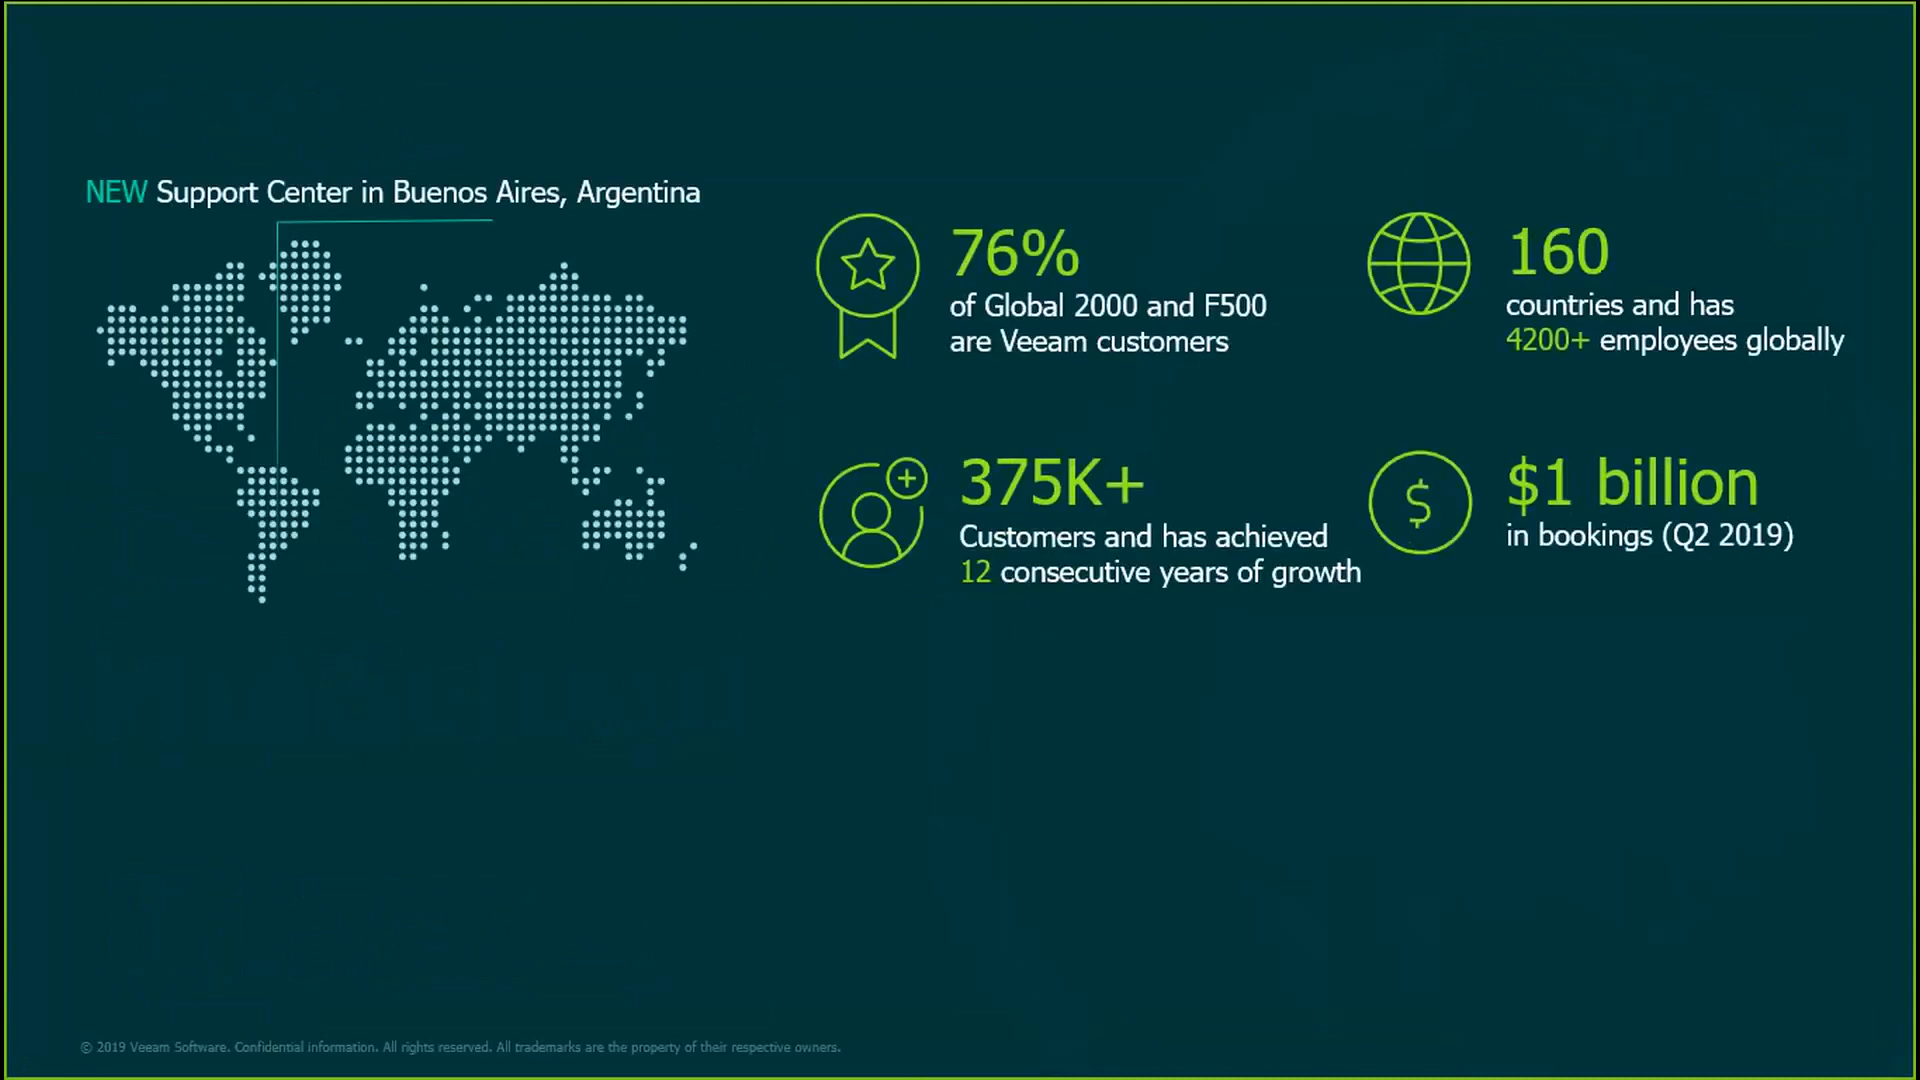 NEW Support Center in Buenos Aires, Argentina
76%
of Global 2000 and F500
are Veeam customers
160
countries and has
4200+ employees globally
375K+
Customers and has achieved
12 consecutive years of growth
$1 billion
in bookings (Q2 2019)
© 2019 Veeam Software. Confidential information. All rights reserved. All trademarks are the property of their respective owners.